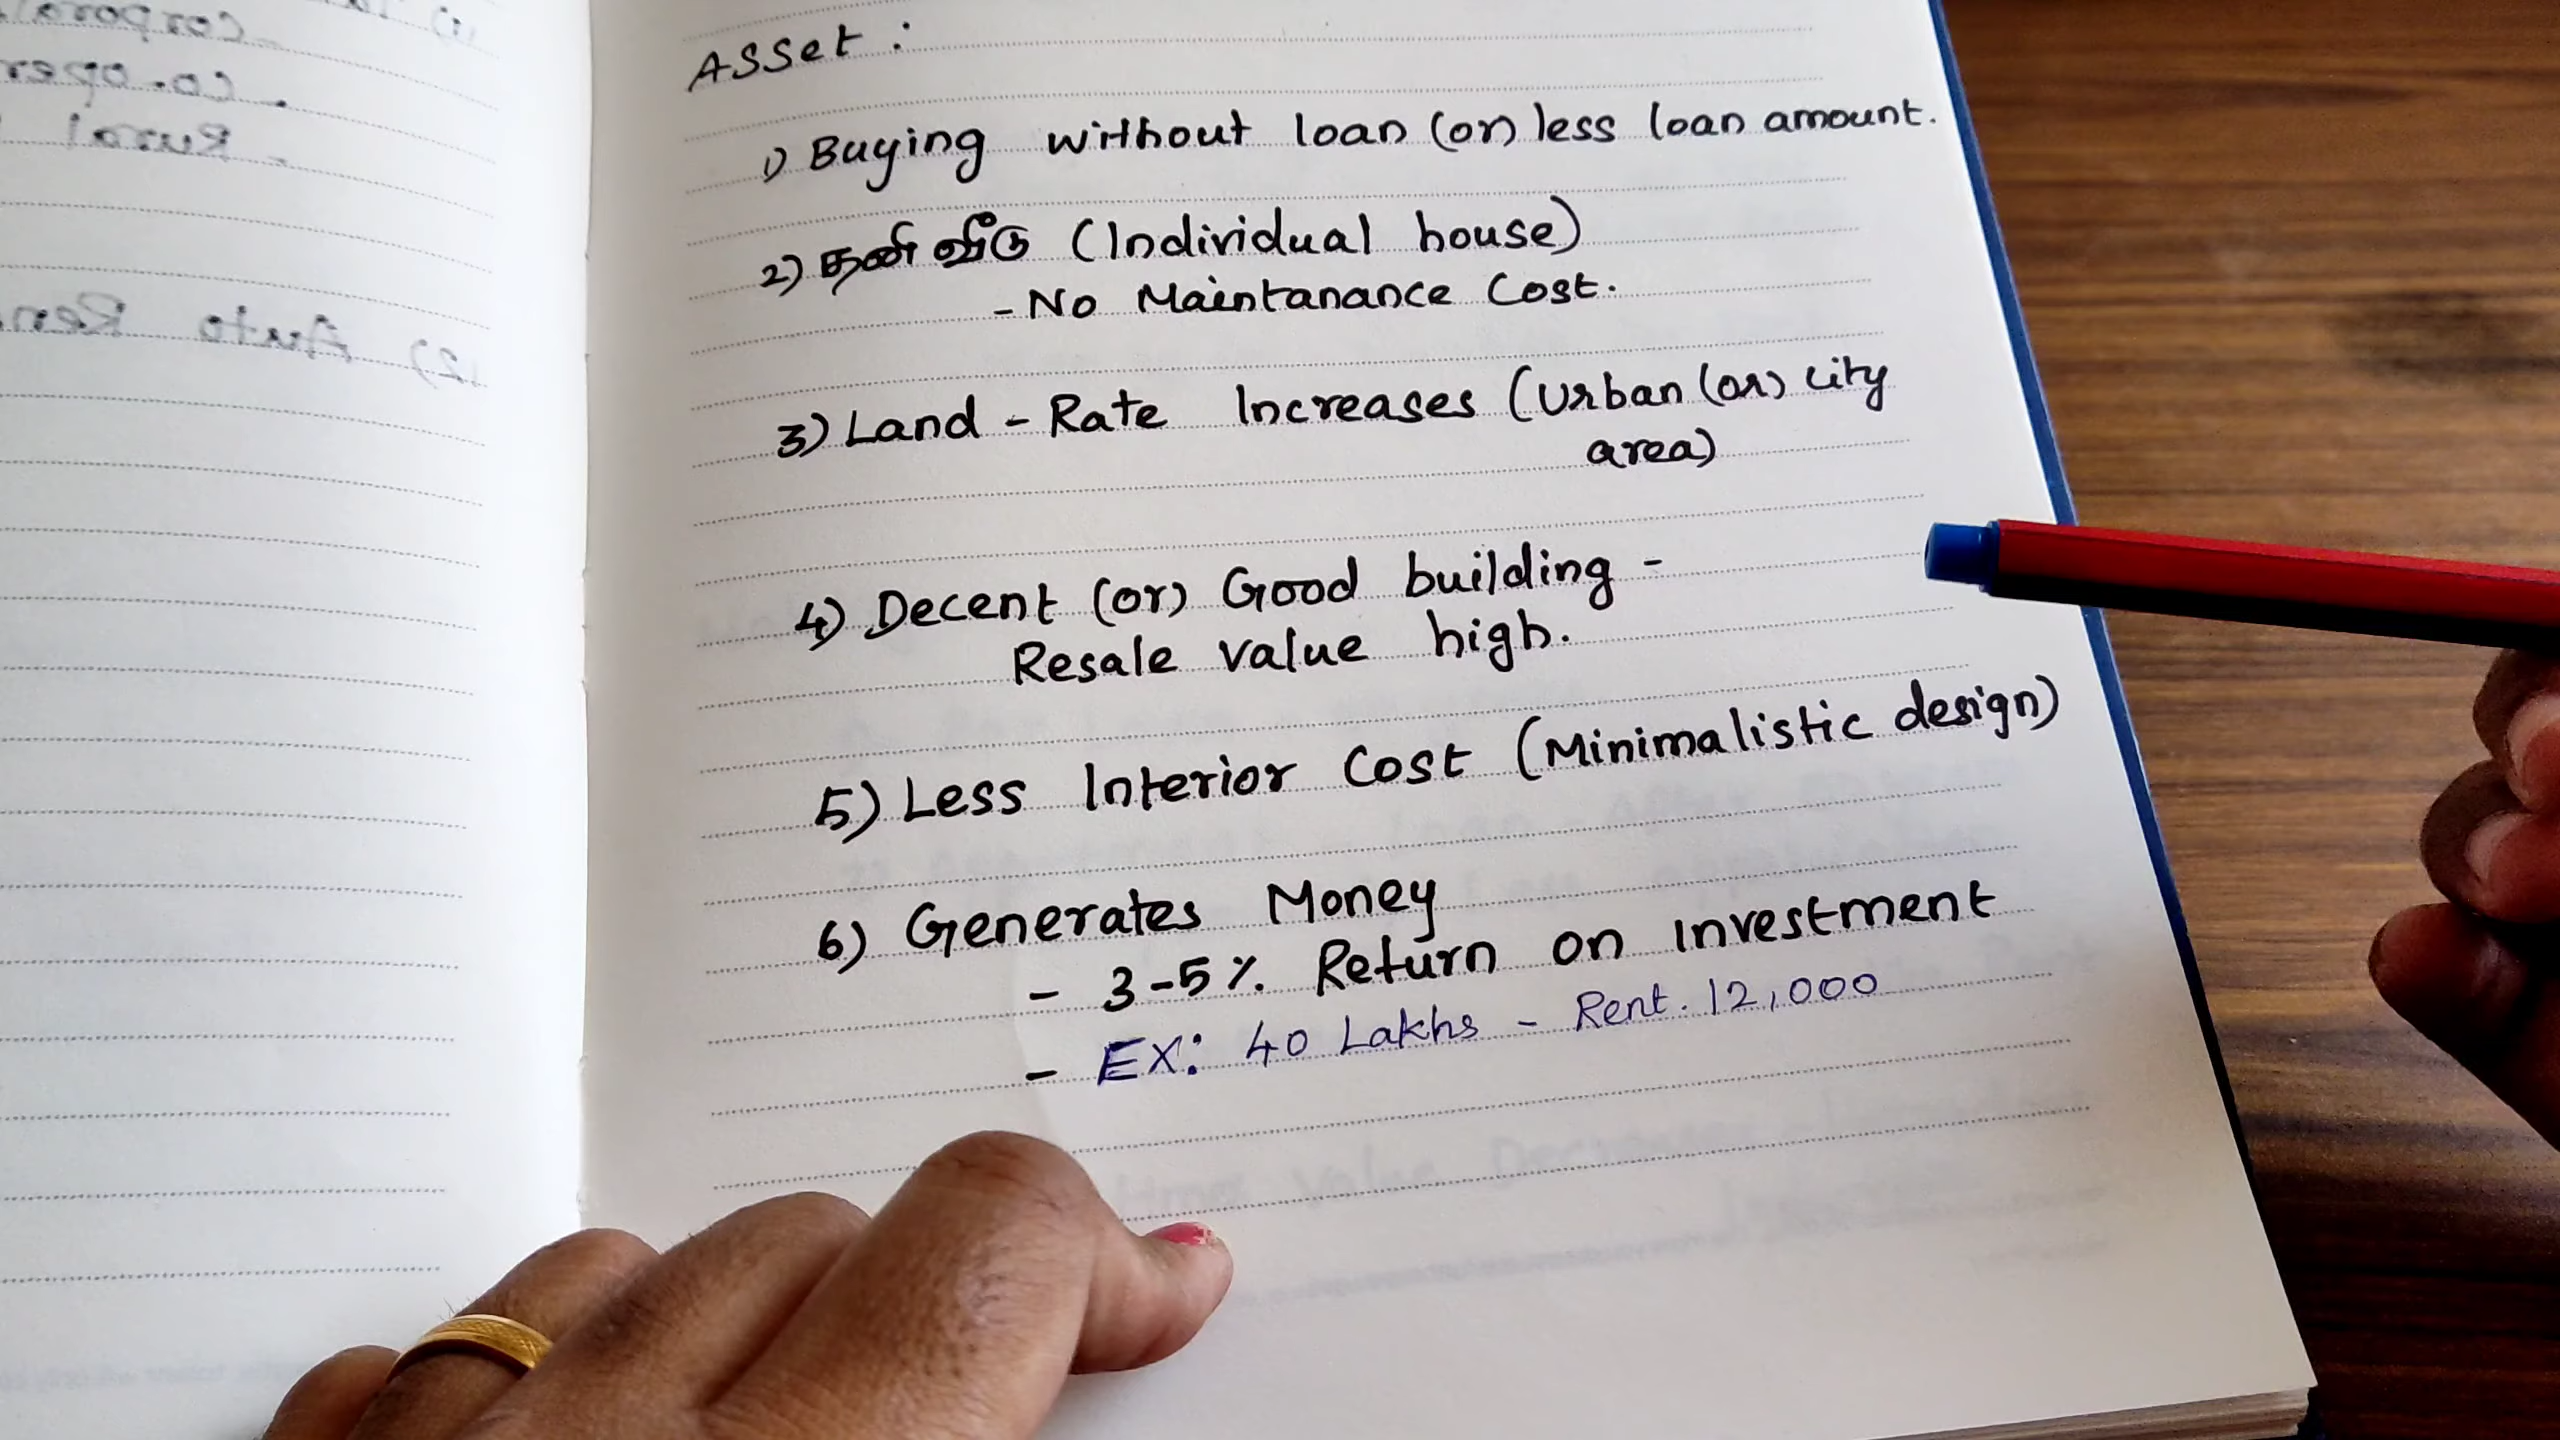 ASSet :
1) Buying without loan (or) less loan amount.
2) தனி வீடு (Individual house)
- No Maintanance Cost.
3) Land - Rate Increases (Urban (or) city
area)
4) Decent (or) Good building -
Resale value high.
5) Less Interior Cost (Minimalistic design)
6) Generates Money
- 3-5% Return on investment
- EX: 40 Lakhs - Rent. 12,000